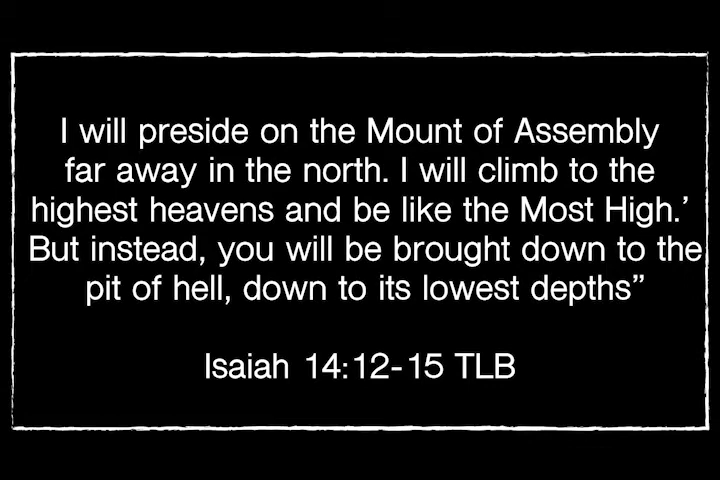 I will preside on the Mount of Assembly
far away in the north. I will climb to the
highest heavens and be like the Most High.’
But instead, you will be brought down to the
pit of hell, down to its lowest depths”
Isaiah 14:12-15 TLB